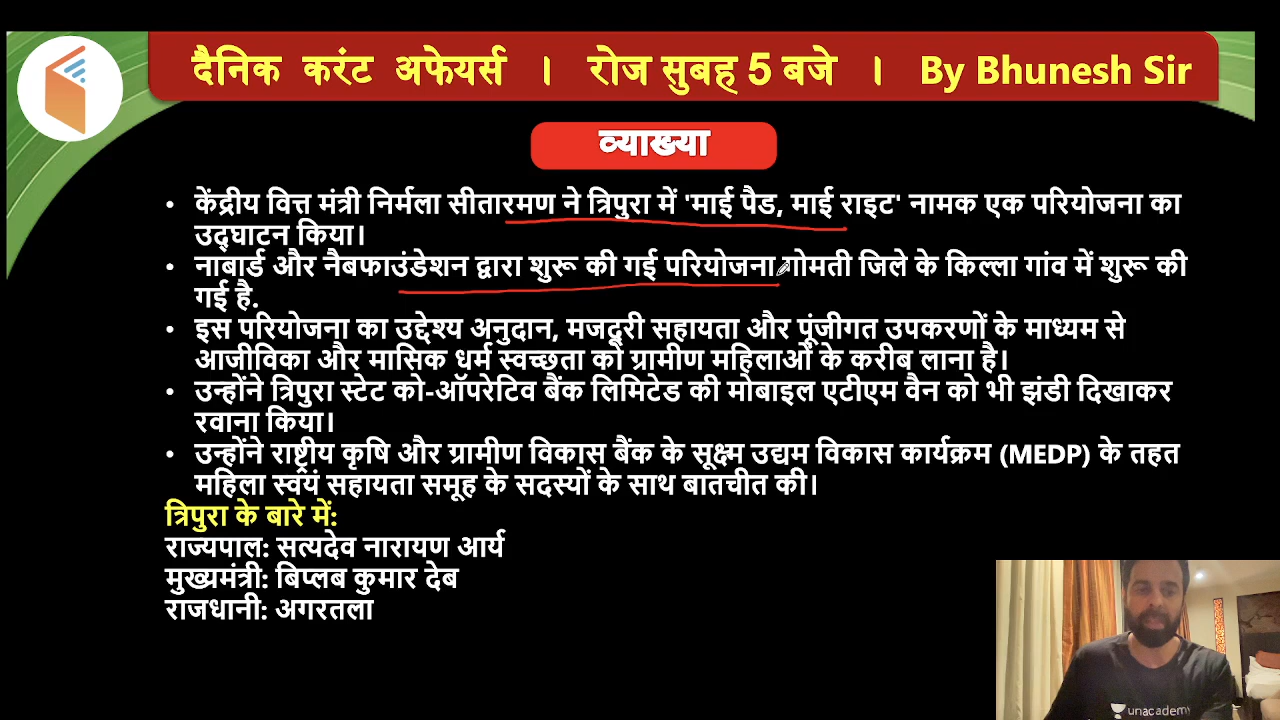 दैनिक करंट अफेयर्स । रोज सुबह 5 बजे । By Bhunesh Sir
व्याख्या
• केंद्रीय वित्त मंत्री निर्मला सीतारमण ने त्रिपुरा में 'माई पैड, माई राइट' नामक एक परियोजना का
उद्घाटन किया।
• नाबार्ड और नैबफाउंडेशन द्वारा शुरू की गई परियोजना गोमती जिले के किल्ला गांव में शुरू की
गई है.
• इस परियोजना का उद्देश्य अनुदान, मजदूरी सहायता और पूंजीगत उपकरणों के माध्यम से
आजीविका और मासिक धर्म स्वच्छता को ग्रामीण महिलाओं के करीब लाना है।
• उन्होंने त्रिपुरा स्टेट को-ऑपरेटिव बैंक लिमिटेड की मोबाइल एटीएम वैन को भी झंडी दिखाकर
रवाना किया।
• उन्होंने राष्ट्रीय कृषि और ग्रामीण विकास बैंक के सूक्ष्म उद्यम विकास कार्यक्रम (MEDP) के तहत
महिला स्वयं सहायता समूह के सदस्यों के साथ बातचीत की।
त्रिपुरा के बारे में:
राज्यपाल: सत्यदेव नारायण आर्य
मुख्यमंत्री: बिप्लब कुमार देब
राजधानी: अगरतला
unacademy